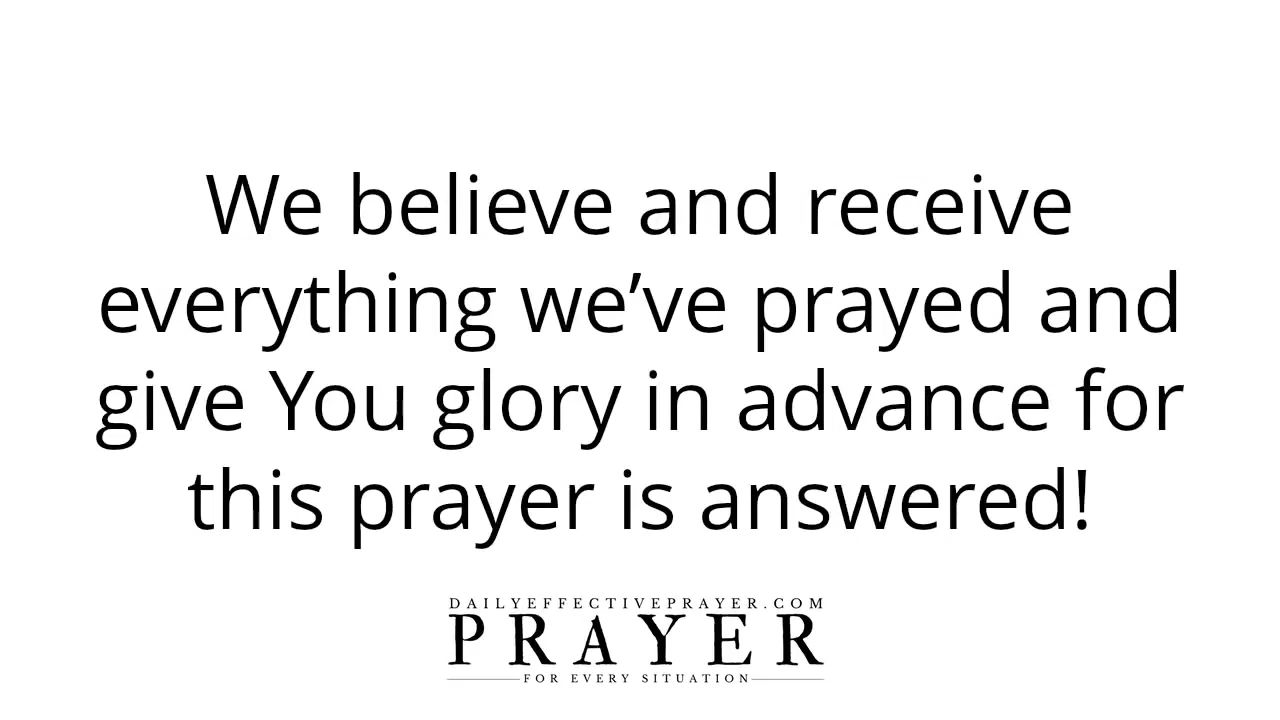 We believe and receive
everything we’ve prayed and
give You glory in advance for
this prayer is answered!
DAILYEFFECTIVEPRAYER.COM
PRAYER
FOR EVERY SITUATION